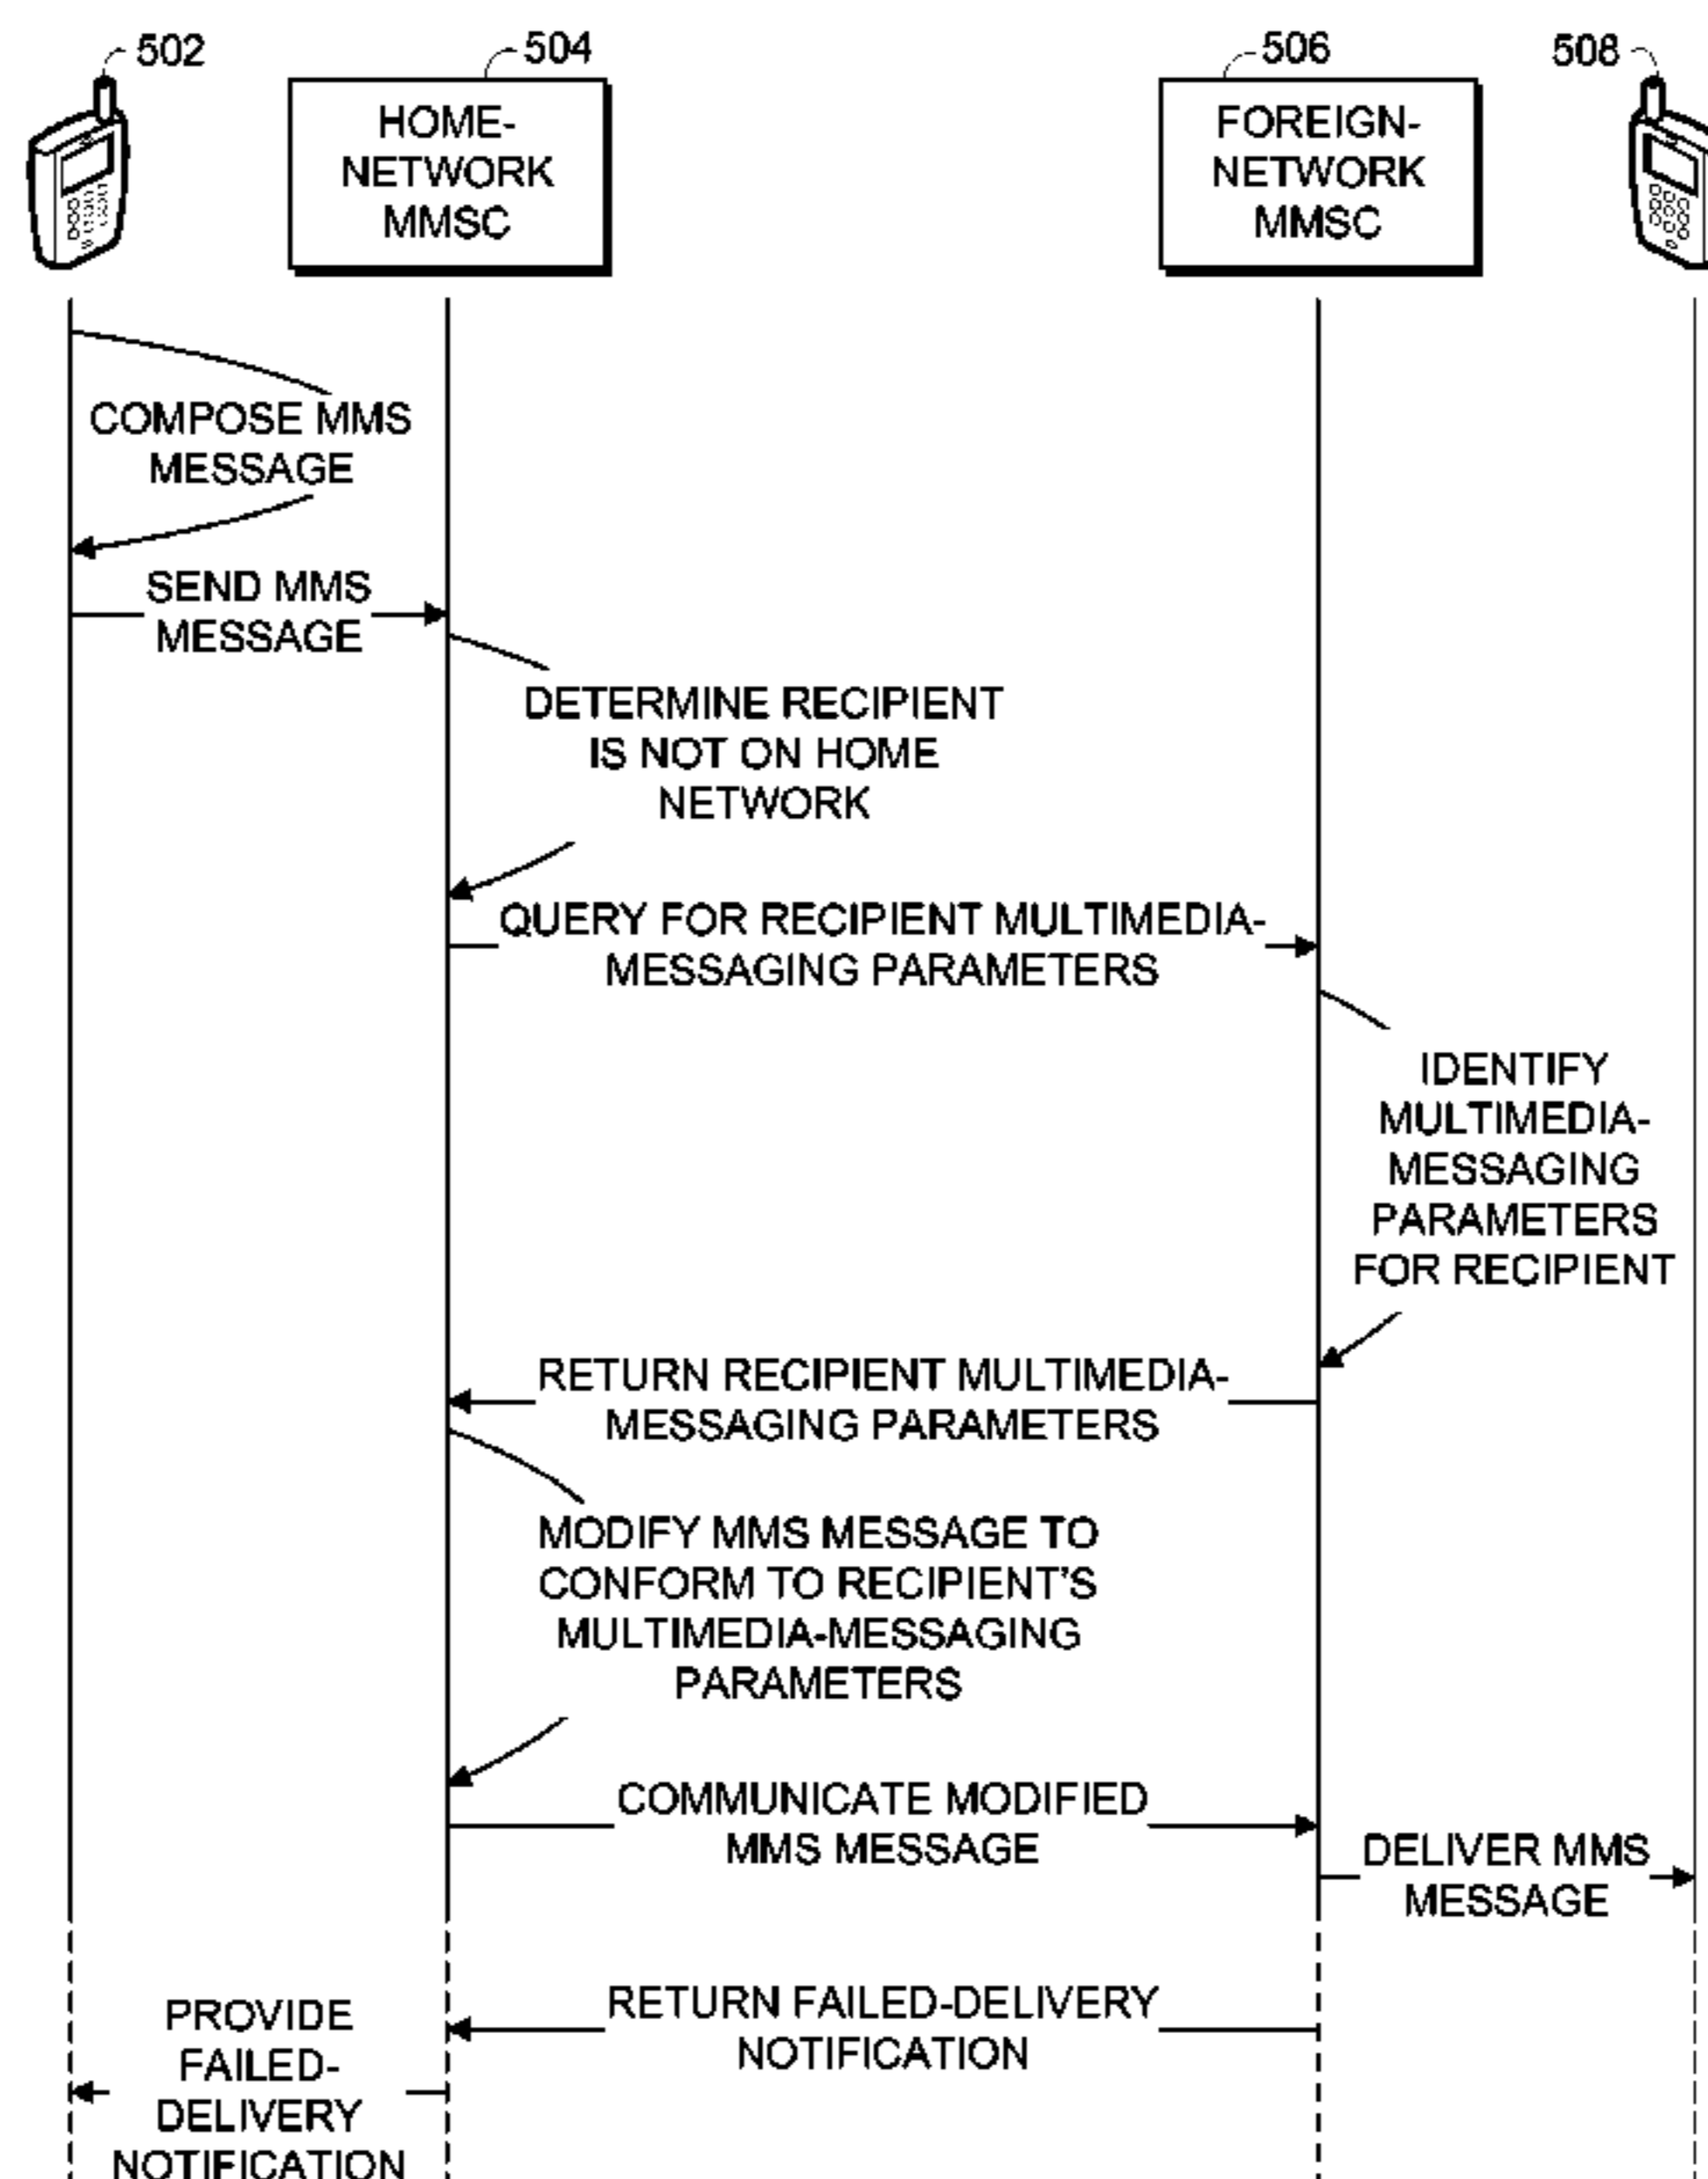 502
504
506
508
HOME-
NETWORK
MMSC
FOREIGN-
NETWORK
MMSC
COMPOSE MMS
MESSAGE
SEND MMS
MESSAGE
DETERMINE RECIPIENT
IS NOT ON HOME
NETWORK
QUERY FOR RECIPIENT MULTIMEDIA-
MESSAGING PARAMETERS
IDENTIFY
MULTIMEDIA-
MESSAGING
PARAMETERS
FOR RECIPIENT
RETURN RECIPIENT MULTIMEDIA-
MESSAGING PARAMETERS
MODIFY MMS MESSAGE TO
CONFORM TO RECIPIENT'S
MULTIMEDIA-MESSAGING
PARAMETERS
COMMUNICATE MODIFIED
MMS MESSAGE
DELIVER MMS
MESSAGE
RETURN FAILED-DELIVERY
NOTIFICATION
PROVIDE
FAILED-
DELIVERY
NOTIFICATION